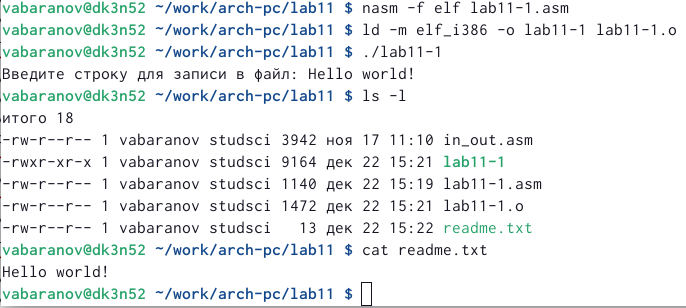 vabaranov@dk3n52 ~/work/arch-pc/lab11 $ nasm -f elf lab11-1.asm
vabaranov@dk3n52 ~/work/arch-pc/lab11 $ ld -m elf_i386 -o lab11-1 lab11-1.o
vabaranov@dk3n52 ~/work/arch-pc/lab11 $ ./lab11-1
Введите строку для записи в файл: Hello world!
vabaranov@dk3n52 ~/work/arch-pc/lab11 $ ls -l
итого 18
-rw-r--r-- 1 vabaranov studsci 3942 ноя 17 11:10 in_out.asm
-rwxr-xr-x 1 vabaranov studsci 9164 дек 22 15:21 lab11-1
-rw-r--r-- 1 vabaranov studsci 1140 дек 22 15:19 lab11-1.asm
-rw-r--r-- 1 vabaranov studsci 1472 дек 22 15:21 lab11-1.o
-rw-r--r-- 1 vabaranov studsci   13 дек 22 15:22 readme.txt
vabaranov@dk3n52 ~/work/arch-pc/lab11 $ cat readme.txt
Hello world!
vabaranov@dk3n52 ~/work/arch-pc/lab11 $